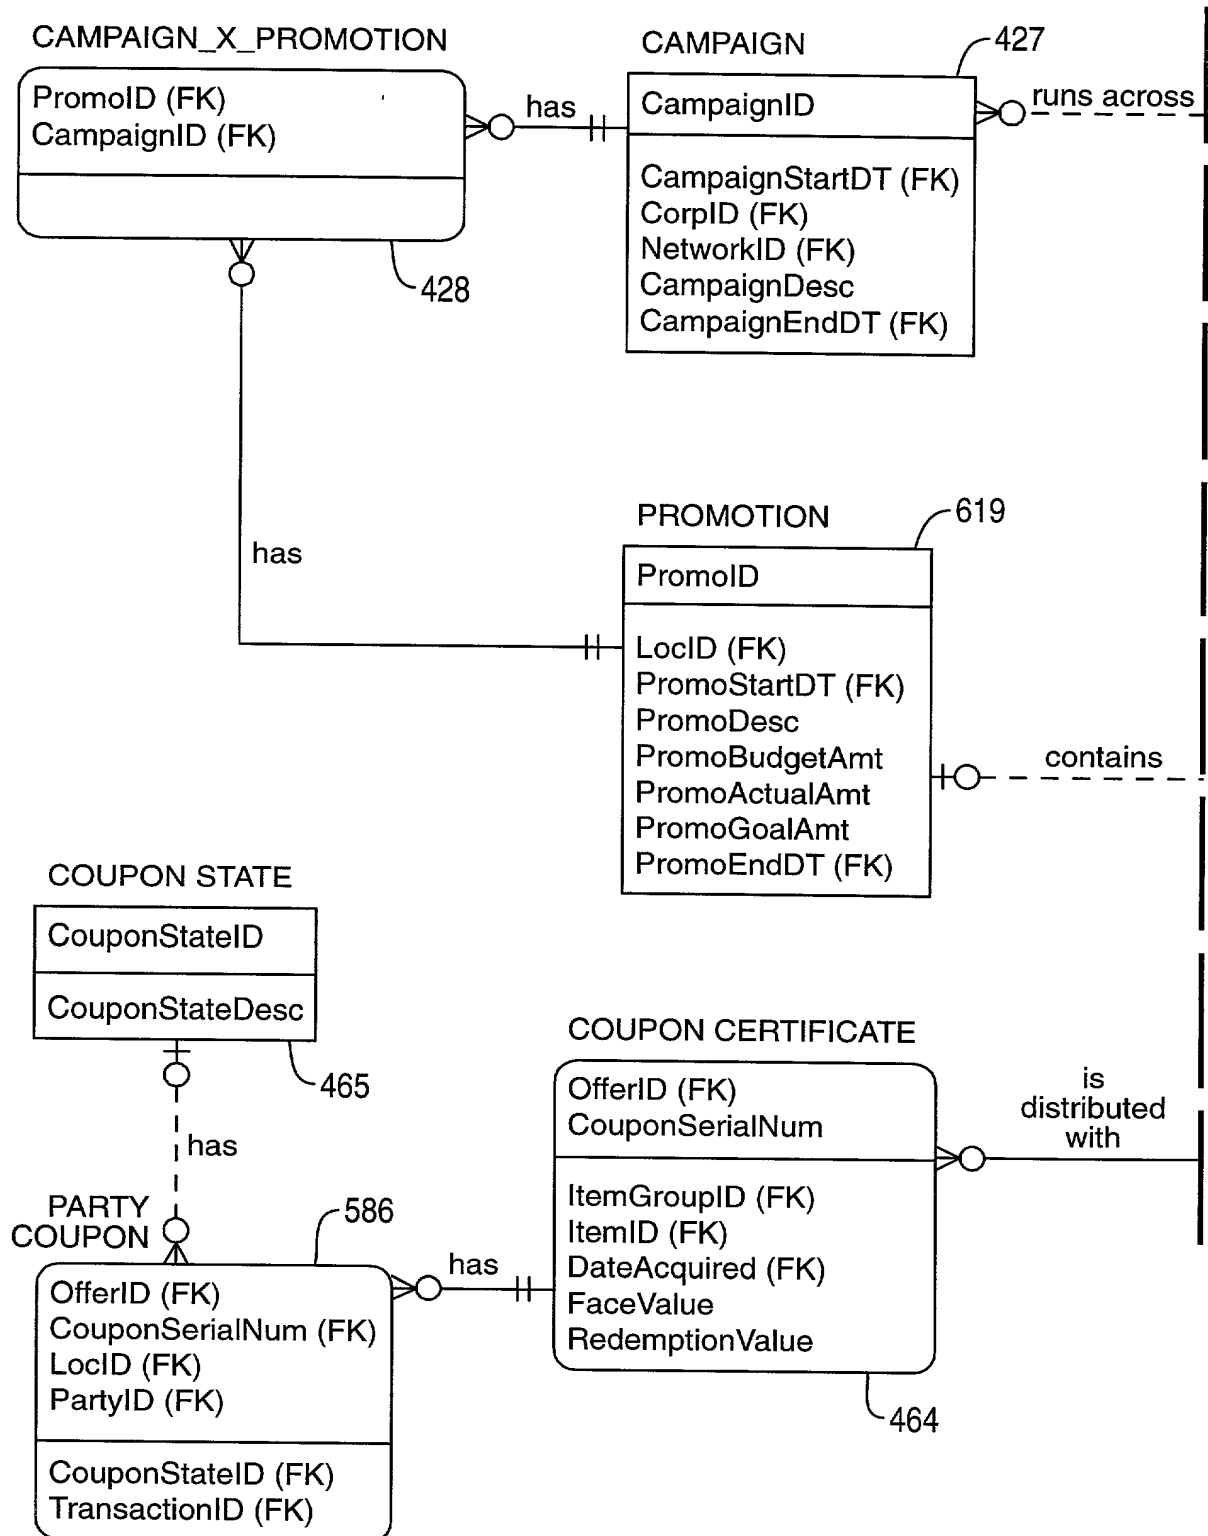 CAMPAIGN_X_PROMOTION
PromoID (FK)
CampaignID (FK)
428
has
CAMPAIGN
427
CampaignID
CampaignStartDT (FK)
CorpID (FK)
NetworkID (FK)
CampaignDesc
CampaignEndDT (FK)
runs across
has
PROMOTION
619
PromoID
LocID (FK)
PromoStartDT (FK)
PromoDesc
PromoBudgetAmt
PromoActualAmt
PromoGoalAmt
PromoEndDT (FK)
contains
COUPON STATE
CouponStateID
CouponStateDesc
465
has
COUPON CERTIFICATE
OfferID (FK)
CouponSerialNum
ItemGroupID (FK)
ItemID (FK)
DateAcquired (FK)
FaceValue
RedemptionValue
464
is
distributed
with
PARTY
COUPON
586
OfferID (FK)
CouponSerialNum (FK)
LocID (FK)
PartyID (FK)
CouponStateID (FK)
TransactionID (FK)
has